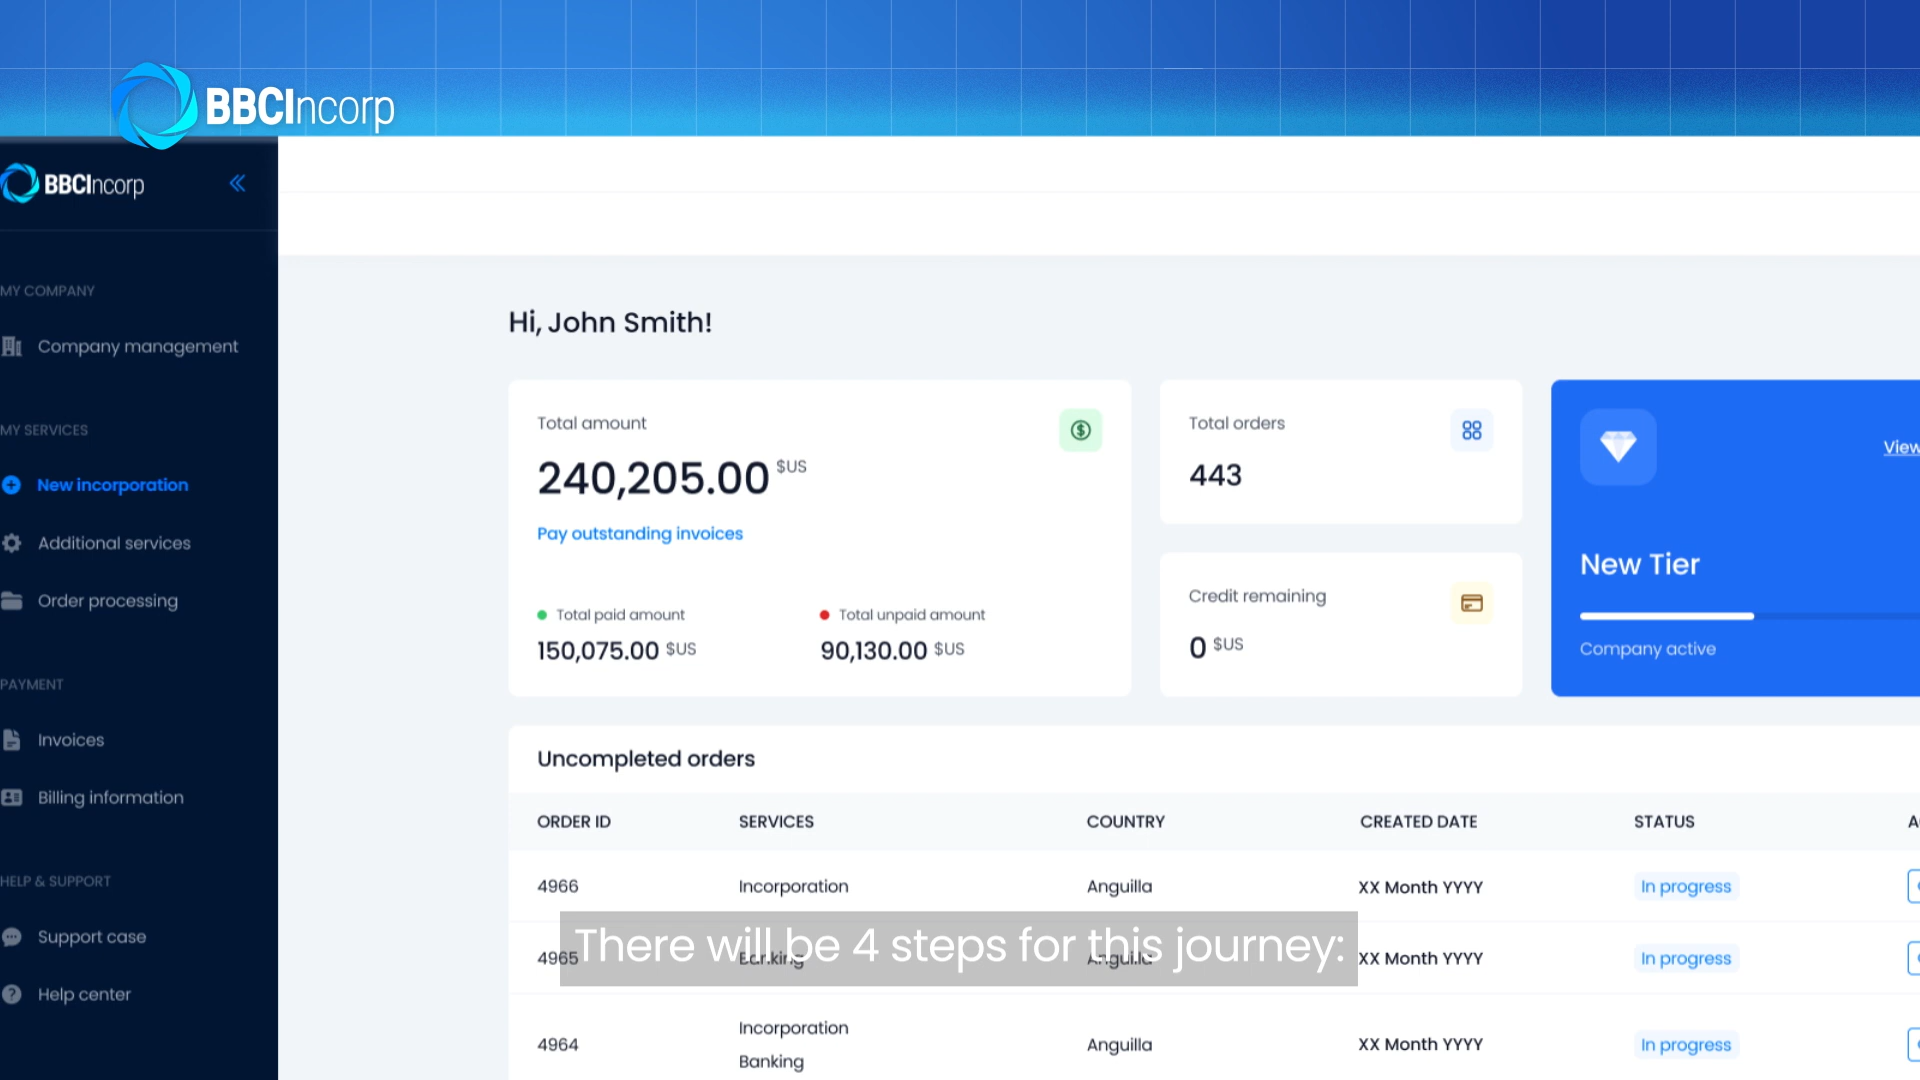 BBCIncorp
BBCIncorp
MY COMPANY
Company management
MY SERVICES
New incorporation
Additional services
Order processing
PAYMENT
Invoices
Billing information
HELP & SUPPORT
Support case
Help center
Hi, John Smith!
Total amount
240,205.00 $US
Pay outstanding invoices
Total paid amount
150,075.00 $US
Total unpaid amount
90,130.00 $US
Total orders
443
Credit remaining
0 $US
View
New Tier
Company active
Uncompleted orders
ORDER ID SERVICES COUNTRY CREATED DATE STATUS
4966 Incorporation Anguilla XX Month YYYY In progress
4965 Banking Anguilla XX Month YYYY In progress
There will be 4 steps for this journey:
4964 Incorporation Banking Anguilla XX Month YYYY In progress